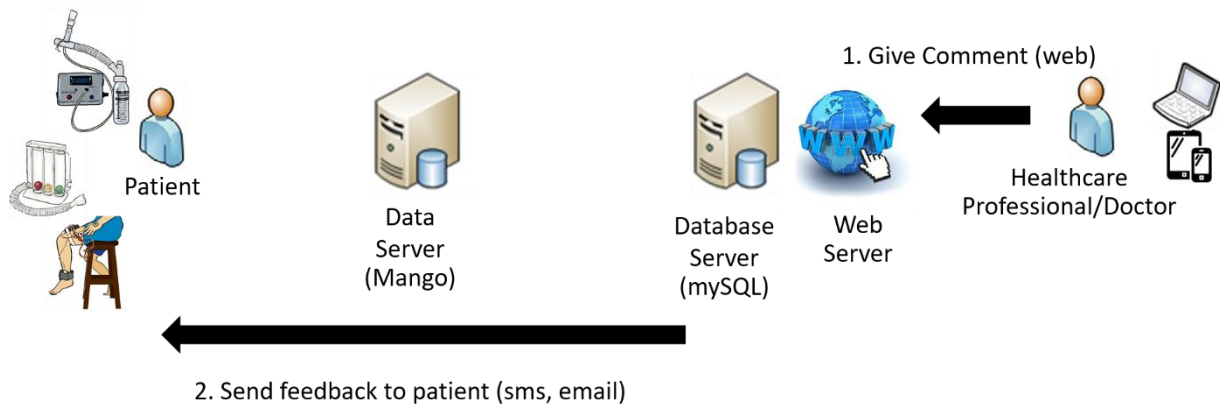 1. Give Comment (web)
WWW
Patient
Healthcare
Professional/Doctor
Data
Server
(Mango)
Database
Server
(mySQL)
Web
Server
2. Send feedback to patient (sms, email)